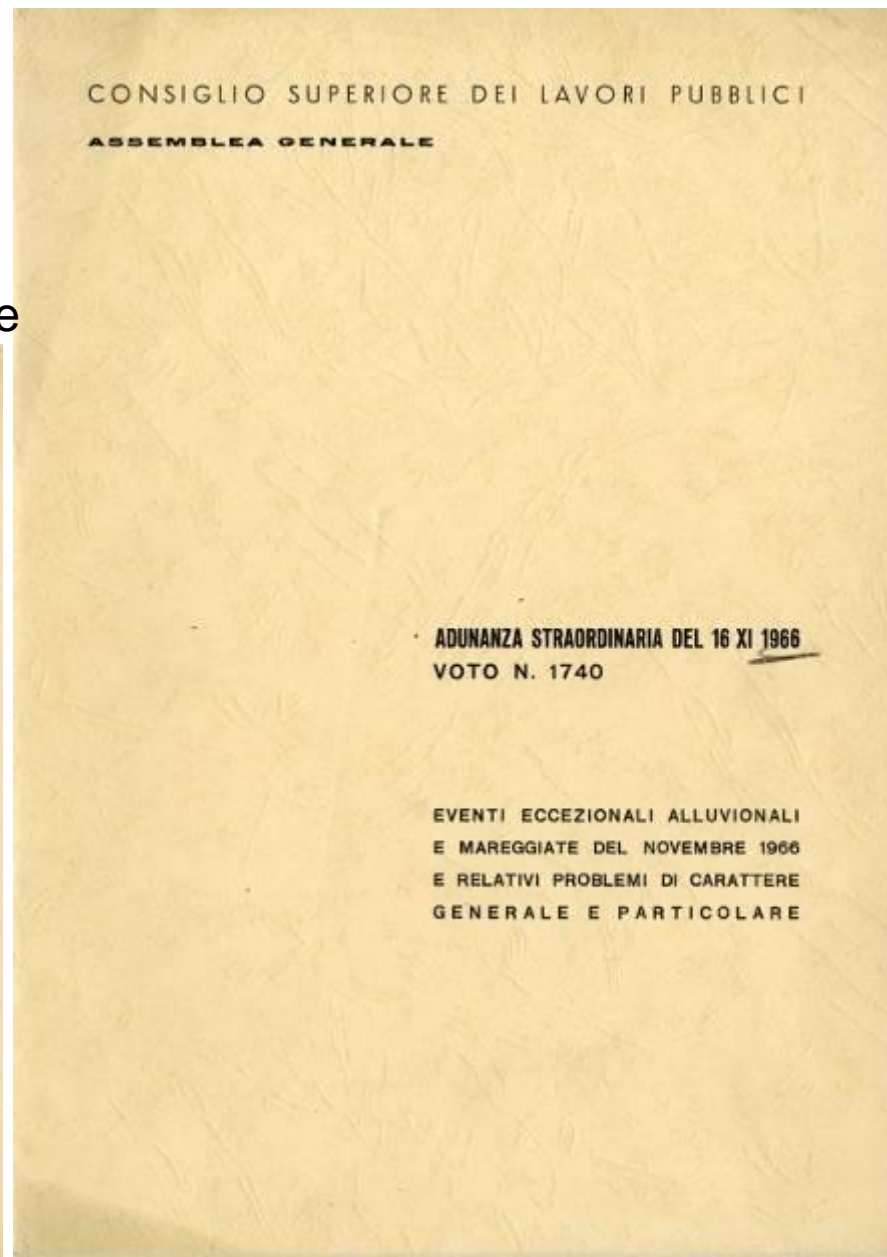 CONSIGLIO SUPERIORE DEI LAVORI PUBBLICI
ASSEMBLEA GENERALE
e
ADUNANZA STRAORDINARIA DEL 16 XI 1966
VOTO N. 1740
EVENTI ECCEZIONALI ALLUVIONALI
E MAREGGIATE DEL NOVEMBRE 1966
E RELATIVI PROBLEMI DI CARATTERE
GENERALE E PARTICOLARE